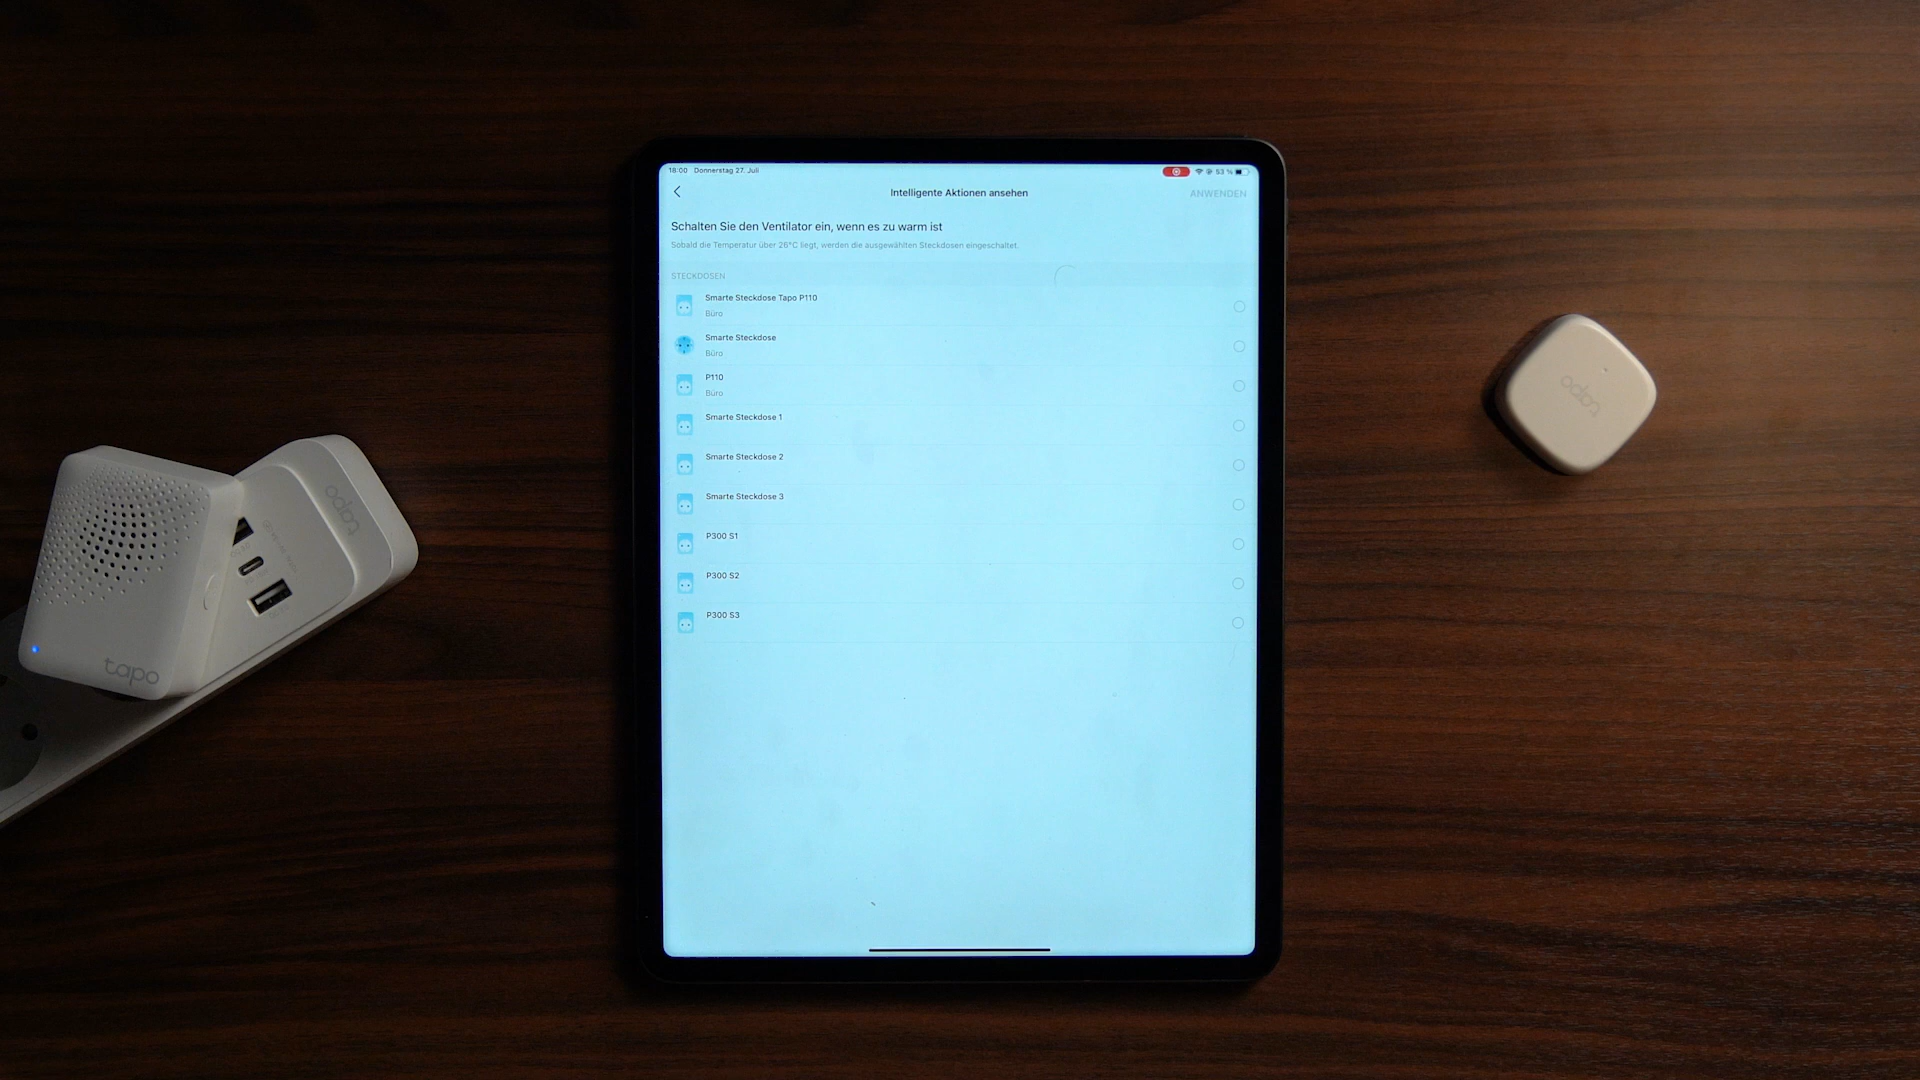 18:00 Donnerstag 27. Juli
53 %
Intelligente Aktionen ansehen
ANWENDEN
Schalten Sie den Ventilator ein, wenn es zu warm ist
Sobald die Temperatur über 26°C liegt, werden die ausgewählten Steckdosen eingeschaltet.
STECKDOSEN
Smarte Steckdose Tapo P110
Büro
Smarte Steckdose
Büro
P110
Büro
Smarte Steckdose 1
Smarte Steckdose 2
Smarte Steckdose 3
P300 S1
P300 S2
P300 S3
tapo
tapo
tapo